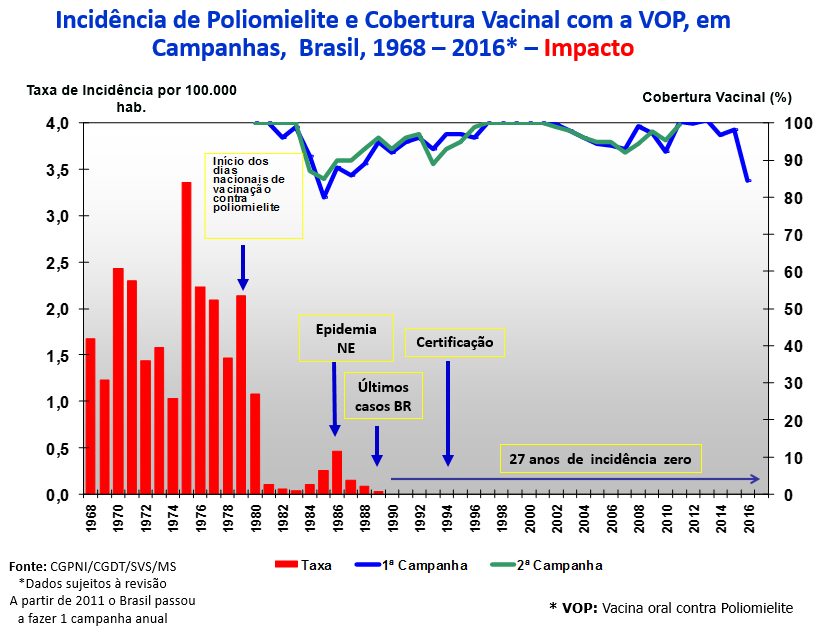 Incidência de Poliomielite e Cobertura Vacinal com a VOP, em
Campanhas, Brasil, 1968 – 2016* – Impacto
Taxa de Incidência por 100.000
hab.
Cobertura Vacinal (%)
4,0
3,5
3,0
2,5
2,0
1,5
1,0
0,5
0,0
100
90
80
70
60
50
40
30
20
10
0
Início dos
dias
nacionais de
vacinação
contra
poliomielite
Epidemia
NE
Últimos
casos BR
Certificação
27 anos de incidência zero
1968
1970
1972
1974
1976
1978
1980
1982
1984
1986
1988
1990
1992
1994
1996
1998
2000
2002
2004
2006
2008
2010
2012
2014
2016
Taxa
1ª Campanha
2ª Campanha
Fonte: CGPNI/CGDT/SVS/MS
*Dados sujeitos à revisão
A partir de 2011 o Brasil passou
a fazer 1 campanha anual
* VOP: Vacina oral contra Poliomielite